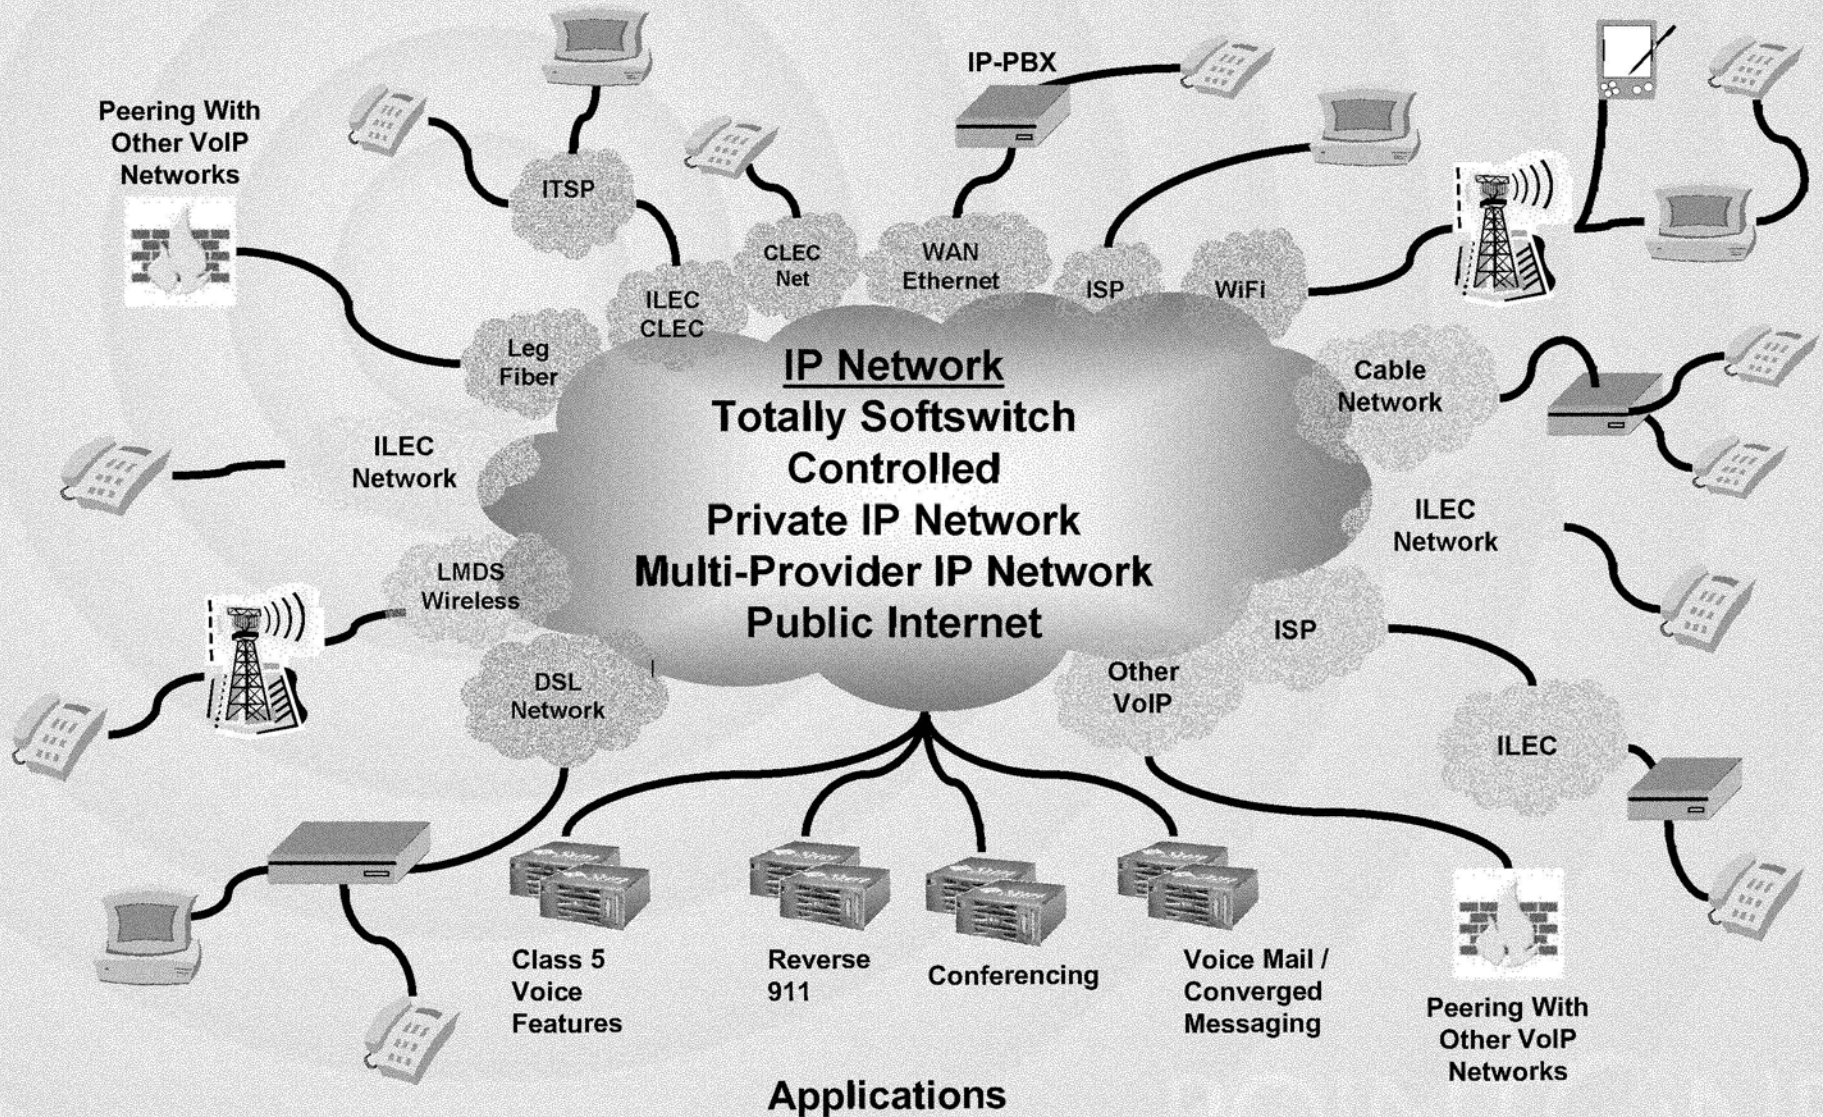 IP-PBX
Peering With
Other VoIP
Networks
ITSP
CLEC
Net
WAN
Ethernet
ISP
WiFi
ILEC
CLEC
Leg
Fiber
IP Network
Totally Softswitch
Controlled
Private IP Network
Multi-Provider IP Network
Public Internet
Cable
Network
ILEC
Network
ILEC
Network
LMDS
Wireless
ISP
DSL
Network
Other
VoIP
ILEC
Class 5
Voice
Features
Reverse
911
Conferencing
Voice Mail /
Converged
Messaging
Peering With
Other VoIP
Networks
Applications